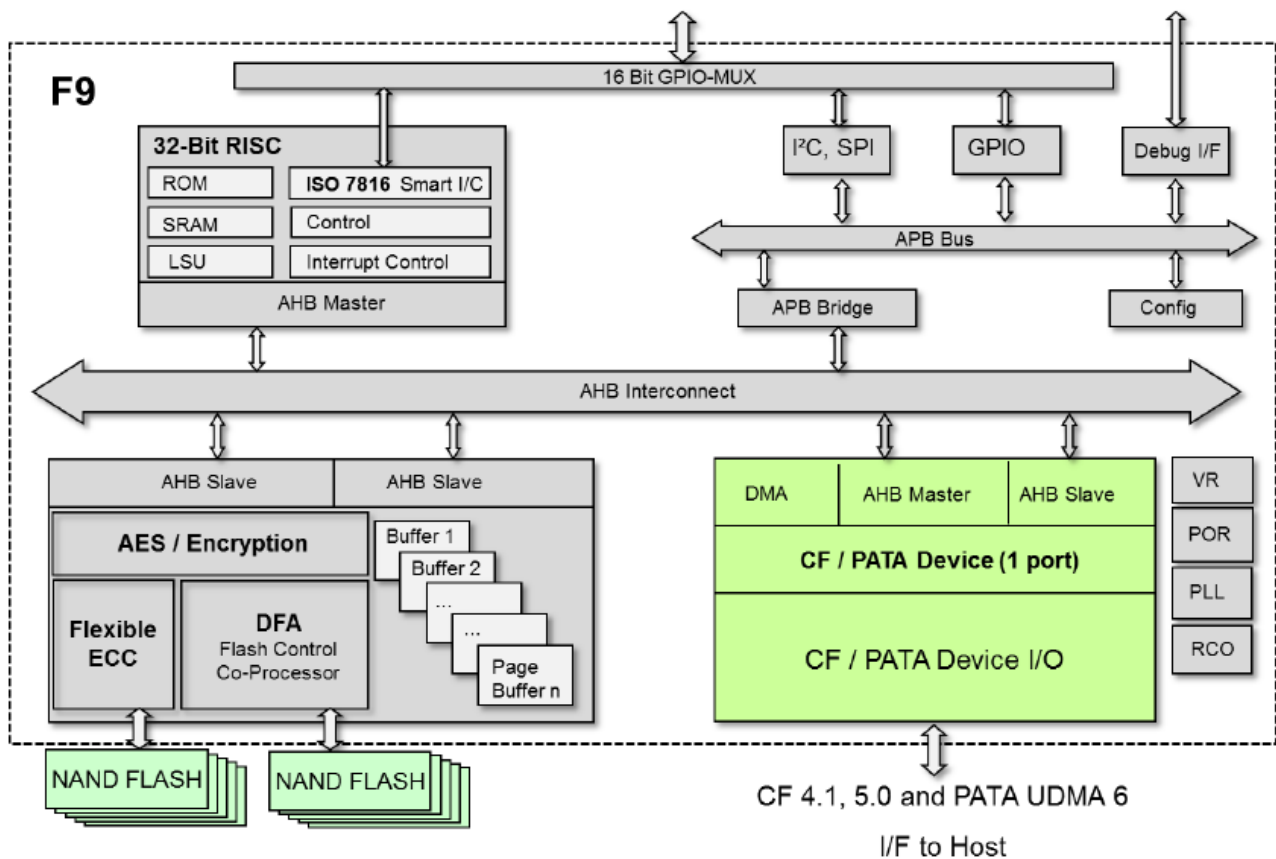 16 Bit GPIO-MUX
F9
32-Bit RISC
ROM
ISO 7816 Smart I/C
SRAM
Control
LSU
Interrupt Control
AHB Master
I²C, SPI
GPIO
Debug I/F
APB Bus
APB Bridge
Config
AHB Interconnect
AHB Slave
AHB Slave
AES / Encryption
Buffer 1
Buffer 2
...
...
Page
Buffer n
Flexible
ECC
DFA
Flash Control
Co-Processor
DMA
AHB Master
AHB Slave
CF / PATA Device (1 port)
CF / PATA Device I/O
VR
POR
PLL
RCO
NAND FLASH
NAND FLASH
CF 4.1, 5.0 and PATA UDMA 6
I/F to Host